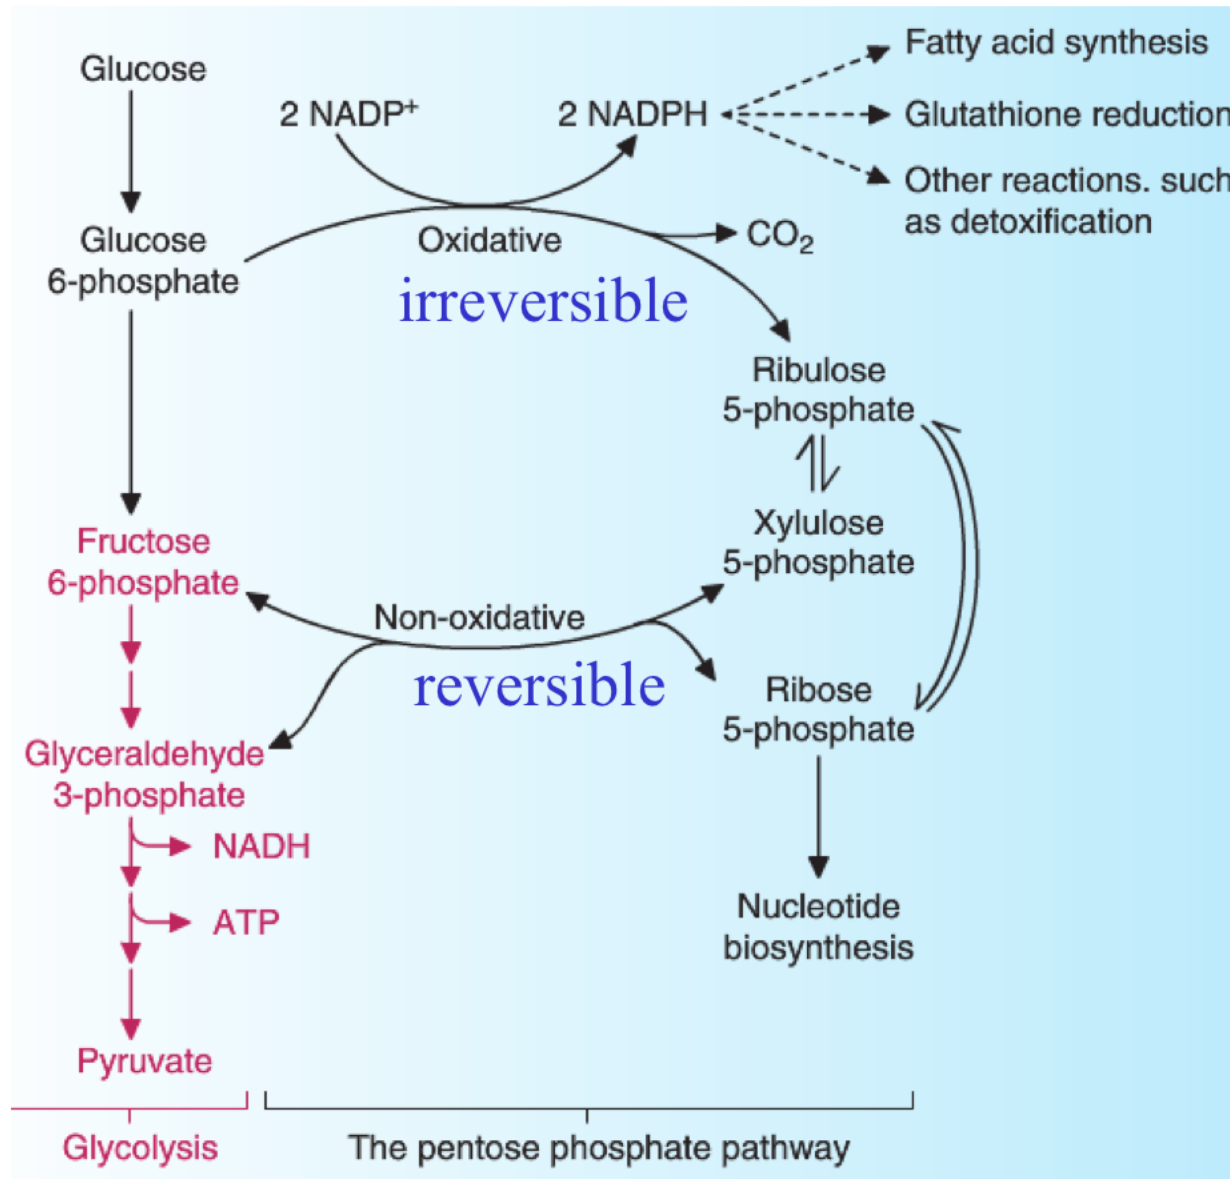 Glucose
2 NADP⁺
2 NADPH
Fatty acid synthesis
Glutathione reduction
Other reactions. such
as detoxification
Glucose
6-phosphate
Oxidative
CO₂
irreversible
Ribulose
5-phosphate
Xylulose
5-phosphate
Fructose
6-phosphate
Non-oxidative
reversible
Ribose
5-phosphate
Glyceraldehyde
3-phosphate
NADH
ATP
Nucleotide
biosynthesis
Pyruvate
Glycolysis
The pentose phosphate pathway